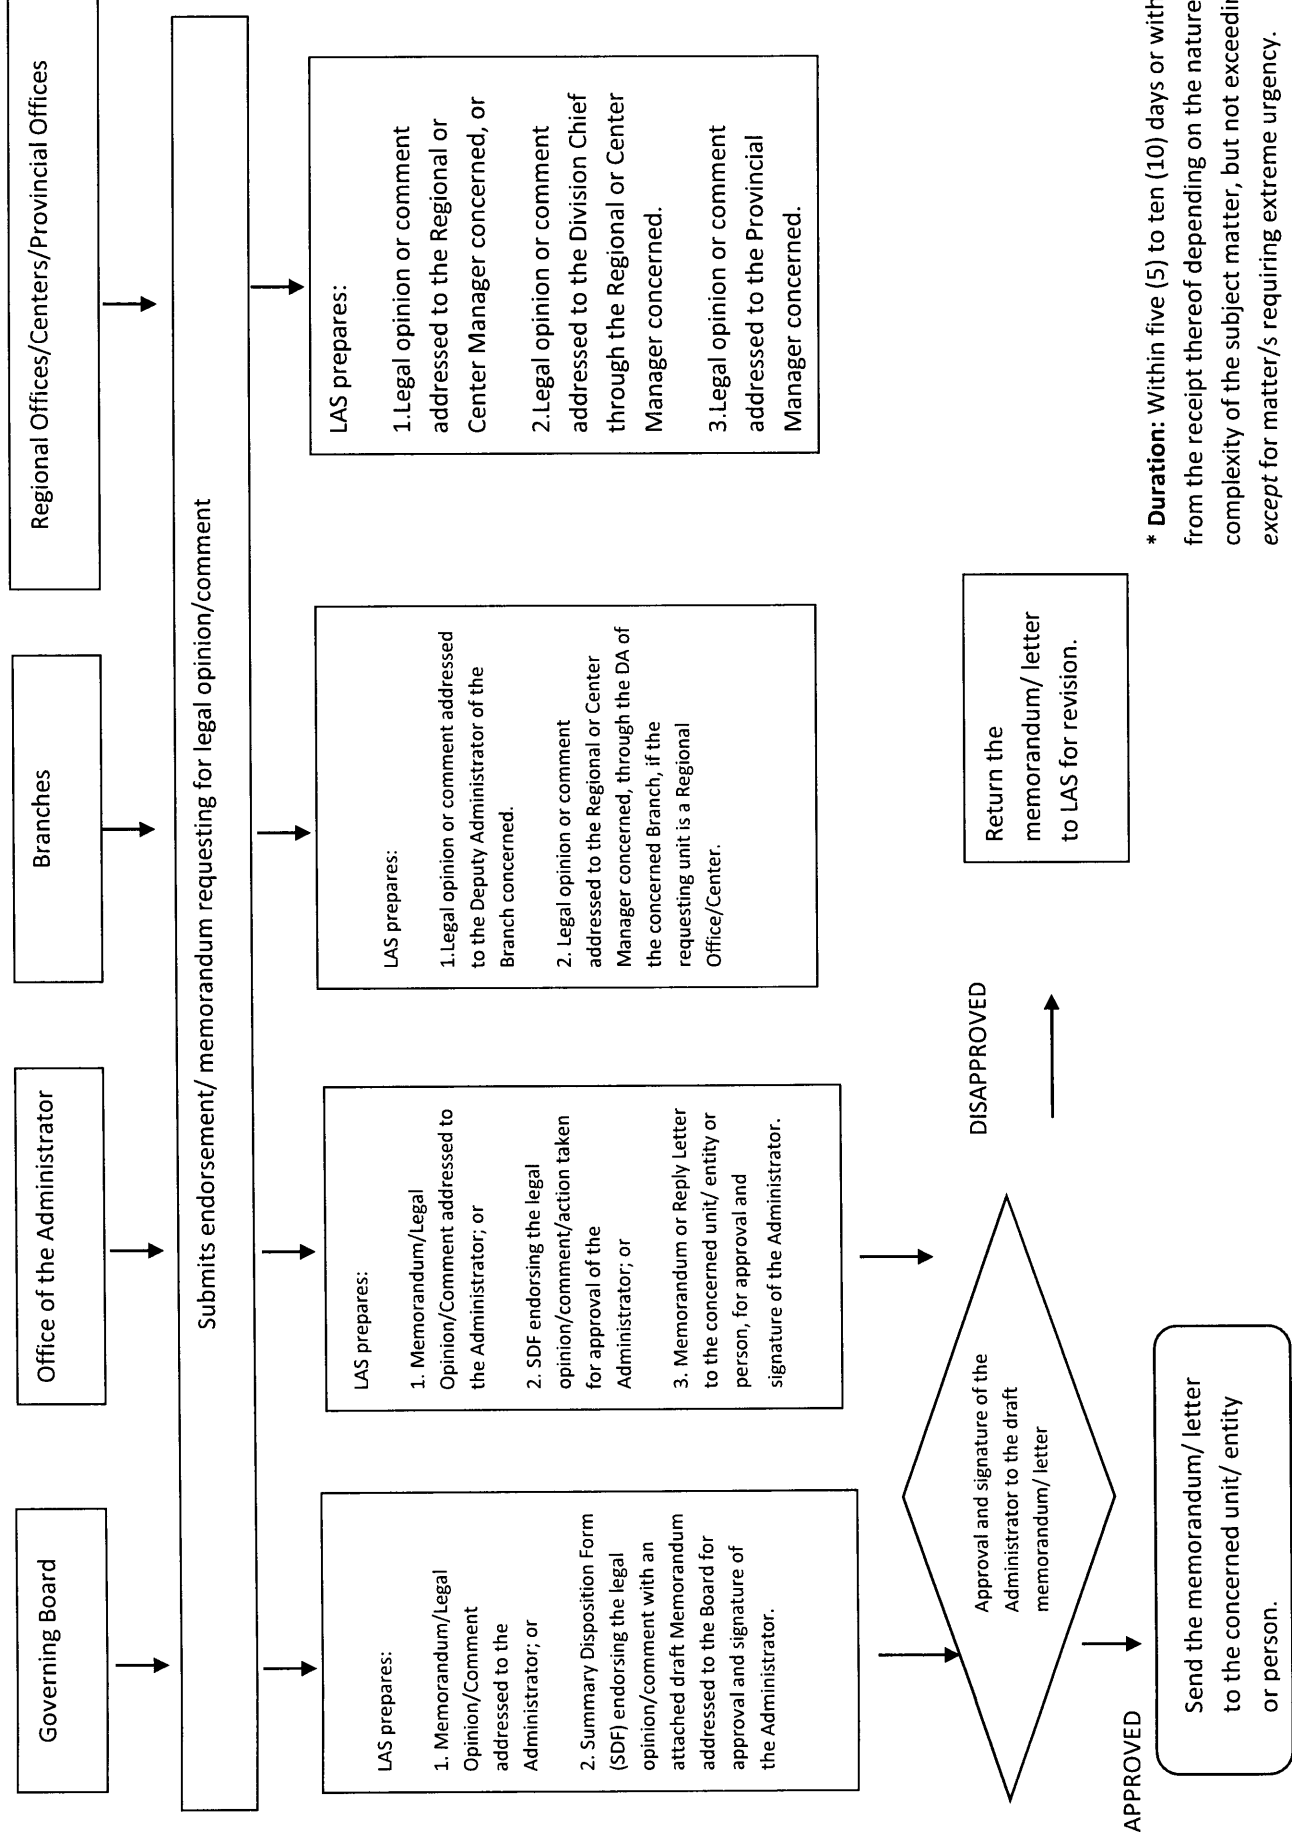 Governing Board
Office of the Administrator
Branches
Regional Offices/Centers/Provincial Offices
Submits endorsement/ memorandum requesting for legal opinion/comment
LAS prepares:
1. Memorandum/Legal
Opinion/Comment
addressed to the
Administrator; or
2. Summary Disposition Form
(SDF) endorsing the legal
opinion/comment with an
attached draft Memorandum
addressed to the Board for
approval and signature of
the Administrator.
LAS prepares:
1. Memorandum/Legal
Opinion/Comment addressed to
the Administrator; or
2. SDF endorsing the legal
opinion/comment/action taken
for approval of the
Administrator; or
3. Memorandum or Reply Letter
to the concerned unit/ entity or
person, for approval and
signature of the Administrator.
LAS prepares:
1.Legal opinion or comment addressed
to the Deputy Administrator of the
Branch concerned.
2. Legal opinion or comment
addressed to the Regional or Center
Manager concerned, through the DA of
the concerned Branch, if the
requesting unit is a Regional
Office/Center.
LAS prepares:
1.Legal opinion or comment
addressed to the Regional or
Center Manager concerned, or
2.Legal opinion or comment
addressed to the Division Chief
through the Regional or Center
Manager concerned.
3.Legal opinion or comment
addressed to the Provincial
Manager concerned.
Approval and signature of the
Administrator to the draft
memorandum/ letter
DISAPPROVED
Return the
memorandum/ letter
to LAS for revision.
APPROVED
Send the memorandum/ letter
to the concerned unit/ entity
or person.
* Duration: Within five (5) to ten (10) days or with
from the receipt thereof depending on the nature
complexity of the subject matter, but not
except for matter/s requiring extreme urgency.